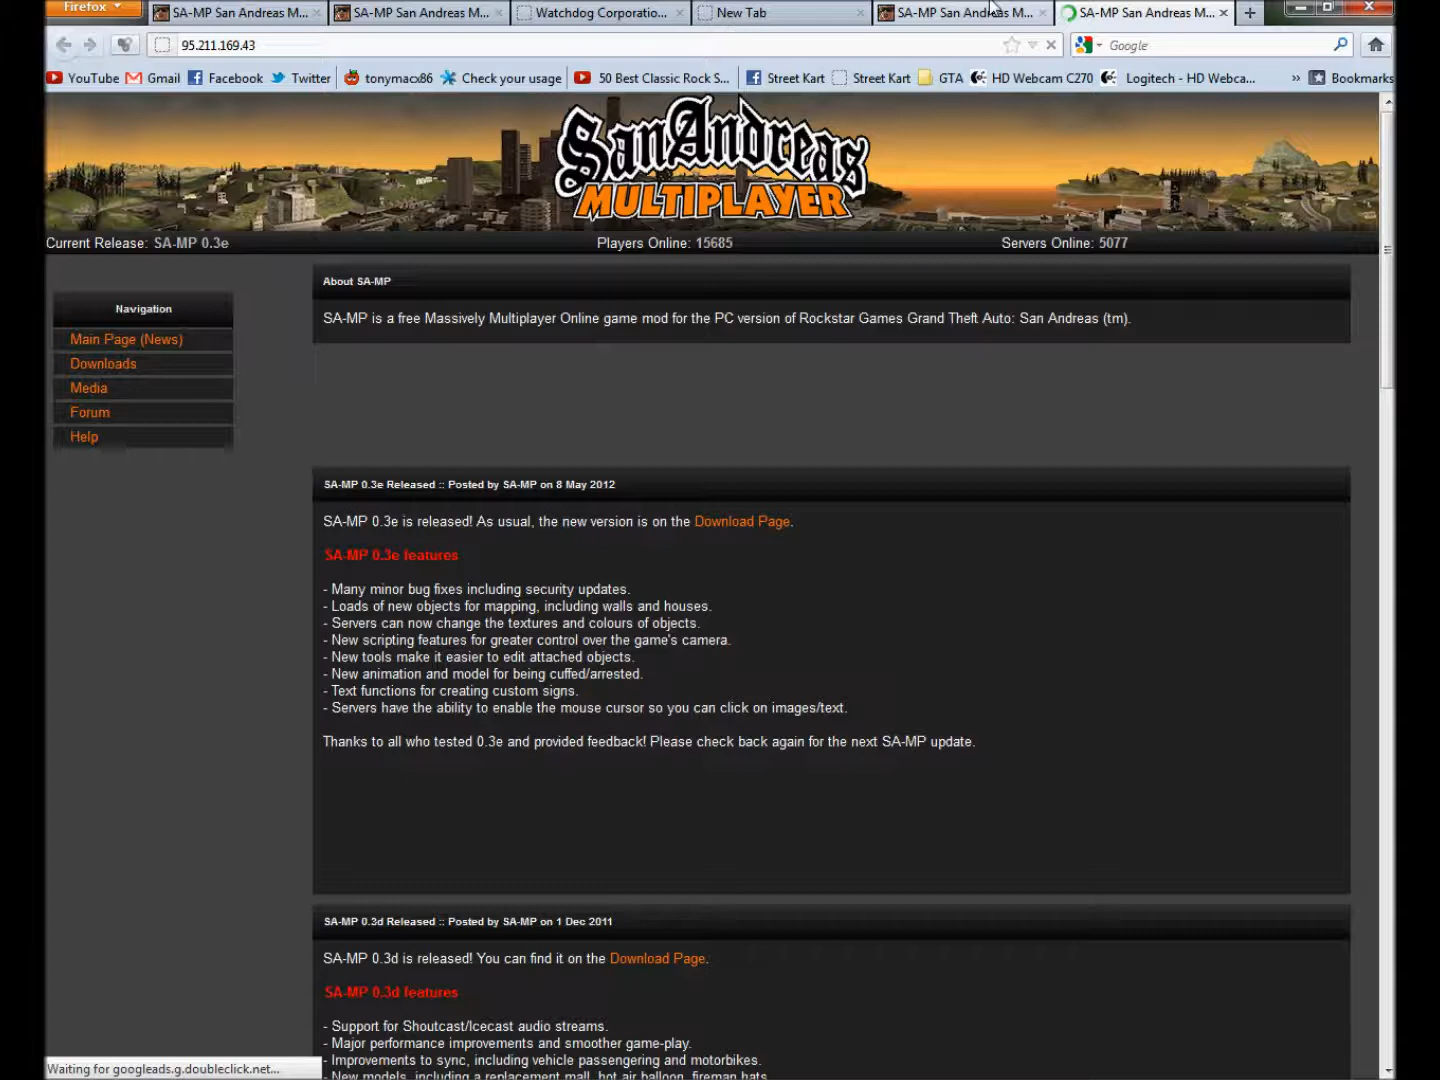 Firefox
SA-MP San Andreas M...
SA-MP San Andreas M...
Watchdog Corporatio...
New Tab
SA-MP San Andreas M...
SA-MP San Andreas M...
95.211.169.43
Google
YouTube Gmail Facebook Twitter tonymacx86 Check your usage 50 Best Classic Rock S... Street Kart Street Kart GTA HD Webcam C270 Logitech - HD Webca... » Bookmarks
San Andreas
MULTIPLAYER
Current Release: SA-MP 0.3e
Players Online: 15685
Servers Online: 5077
Navigation
Main Page (News)
Downloads
Media
Forum
Help
About SA-MP
SA-MP is a free Massively Multiplayer Online game mod for the PC version of Rockstar Games Grand Theft Auto: San Andreas (tm).
SA-MP 0.3e Released :: Posted by SA-MP on 8 May 2012
SA-MP 0.3e is released! As usual, the new version is on the Download Page.
SA-MP 0.3e features
- Many minor bug fixes including security updates.
- Loads of new objects for mapping, including walls and houses.
- Servers can now change the textures and colours of objects.
- New scripting features for greater control over the game's camera.
- New tools make it easier to edit attached objects.
- New animation and model for being cuffed/arrested.
- Text functions for creating custom signs.
- Servers have the ability to enable the mouse cursor so you can click on images/text.
Thanks to all who tested 0.3e and provided feedback! Please check back again for the next SA-MP update.
SA-MP 0.3d Released :: Posted by SA-MP on 1 Dec 2011
SA-MP 0.3d is released! You can find it on the Download Page.
SA-MP 0.3d features
- Support for Shoutcast/Icecast audio streams.
- Major performance improvements and smoother game-play.
- Improvements to sync, including vehicle passengering and motorbikes.
- New models, including a replacement mall, hot air balloon, fireman hats
Waiting for googleads.g.doubleclick.net...